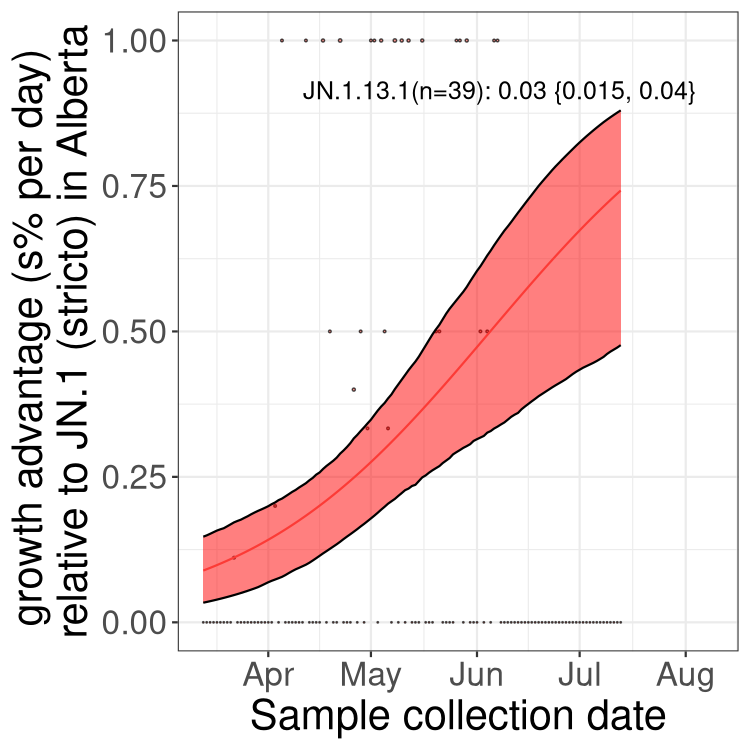 growth advantage (s% per day)
relative to JN.1 (stricto) in Alberta
1.00
JN.1.13.1(n=39): 0.03 {0.015, 0.04}
0.75
0.50
0.25
0.00
Apr May Jun Jul Aug
Sample collection date